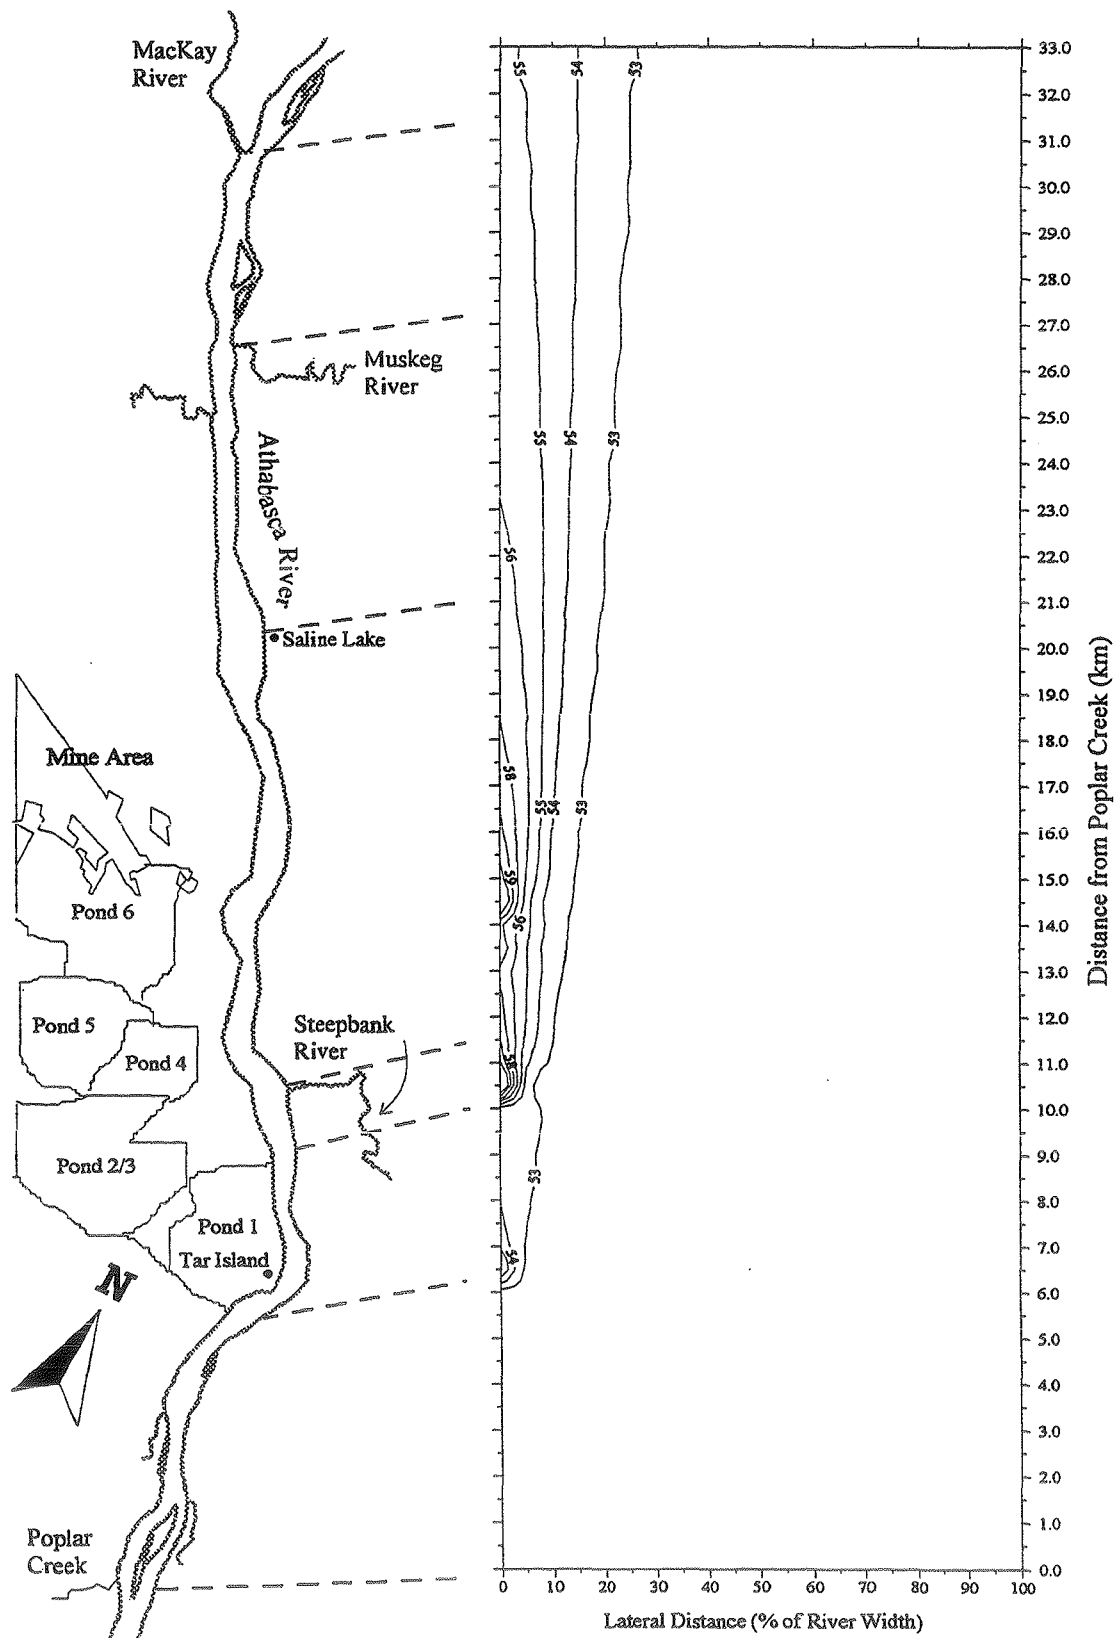 MacKay
River
Muskeg
River
Athabasca River
Saline Lake
Mine Area
Pond 6
Pond 5
Pond 4
Steepbank
River
Pond 2/3
Pond 1
Tar Island
N
Poplar
Creek
55 54 53
55 54 53
56
58
55 54 53
59
56
58
53
54
33.0
32.0
31.0
30.0
29.0
28.0
27.0
26.0
25.0
24.0
23.0
22.0
21.0
20.0
19.0
18.0
17.0
16.0
15.0
14.0
13.0
12.0
11.0
10.0
9.0
8.0
7.0
6.0
5.0
4.0
3.0
2.0
1.0
0.0
Distance from Poplar Creek (km)
0 10 20 30 40 50 60 70 80 90 100
Lateral Distance (% of River Width)